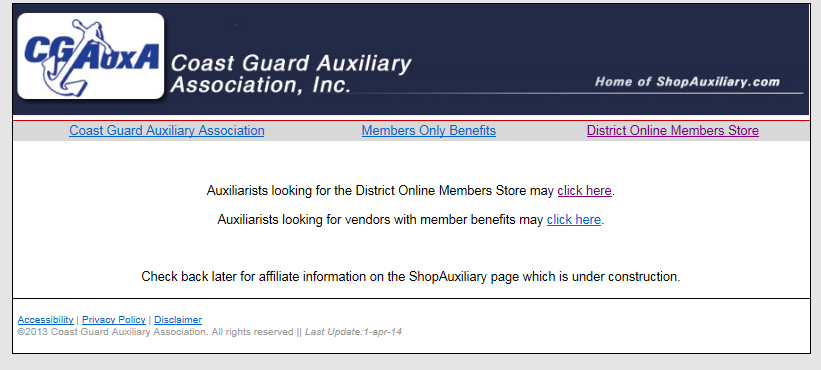 CGAuxA
Coast Guard Auxiliary
Association, Inc.
Home of ShopAuxiliary.com
Coast Guard Auxiliary Association Members Only Benefits District Online Members Store
Auxiliarists looking for the District Online Members Store may click here.
Auxiliarists looking for vendors with member benefits may click here.
Check back later for affiliate information on the ShopAuxiliary page which is under construction.
Accessibility | Privacy Policy | Disclaimer
©2013 Coast Guard Auxiliary Association. All rights reserved || Last Update:1-apr-14